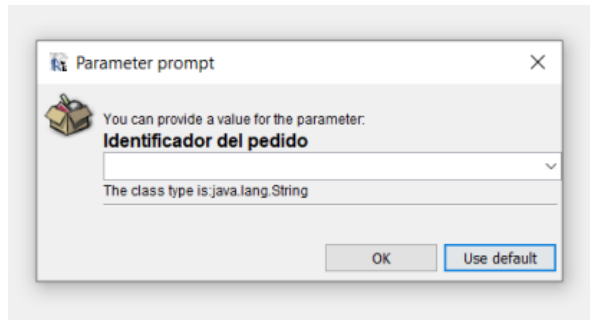 Parameter prompt
You can provide a value for the parameter:
Identificador del pedido
The class type is:java.lang.String
OK
Use default